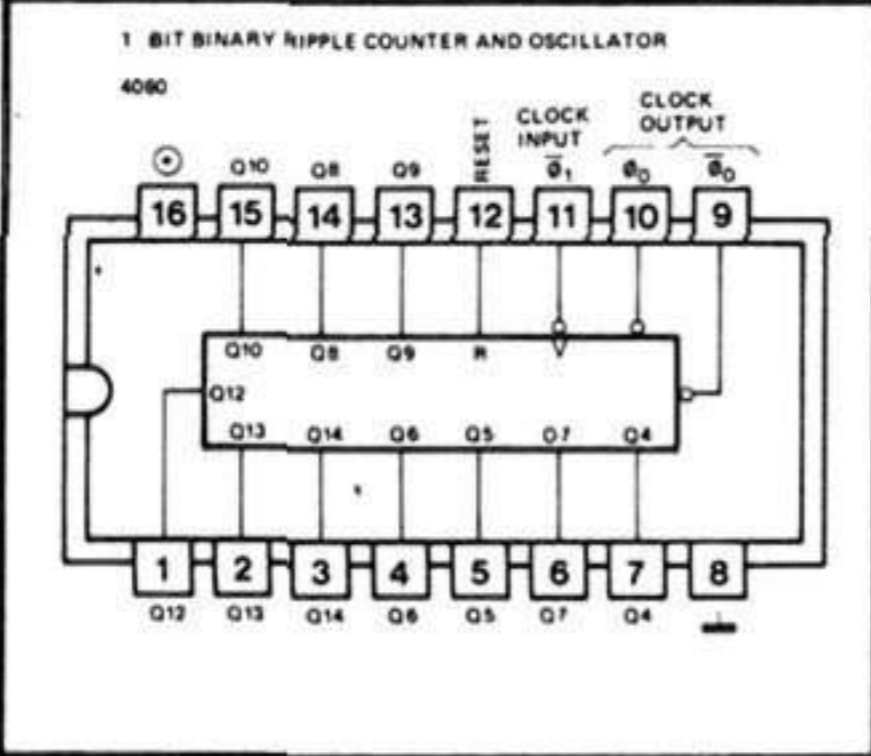 1 BIT BINARY RIPPLE COUNTER AND OSCILLATOR
4060
CLOCK INPUT
CLOCK OUTPUT
Q10 Q8 Q9 RESET Ø̅1 Ø0 Ø̅0
16 15 14 13 12 11 10 9
Q10 Q8 Q9 R
Q12
Q13 Q14 Q6 Q5 Q7 Q4
1 2 3 4 5 6 7 8
Q12 Q13 Q14 Q6 Q5 Q7 Q4